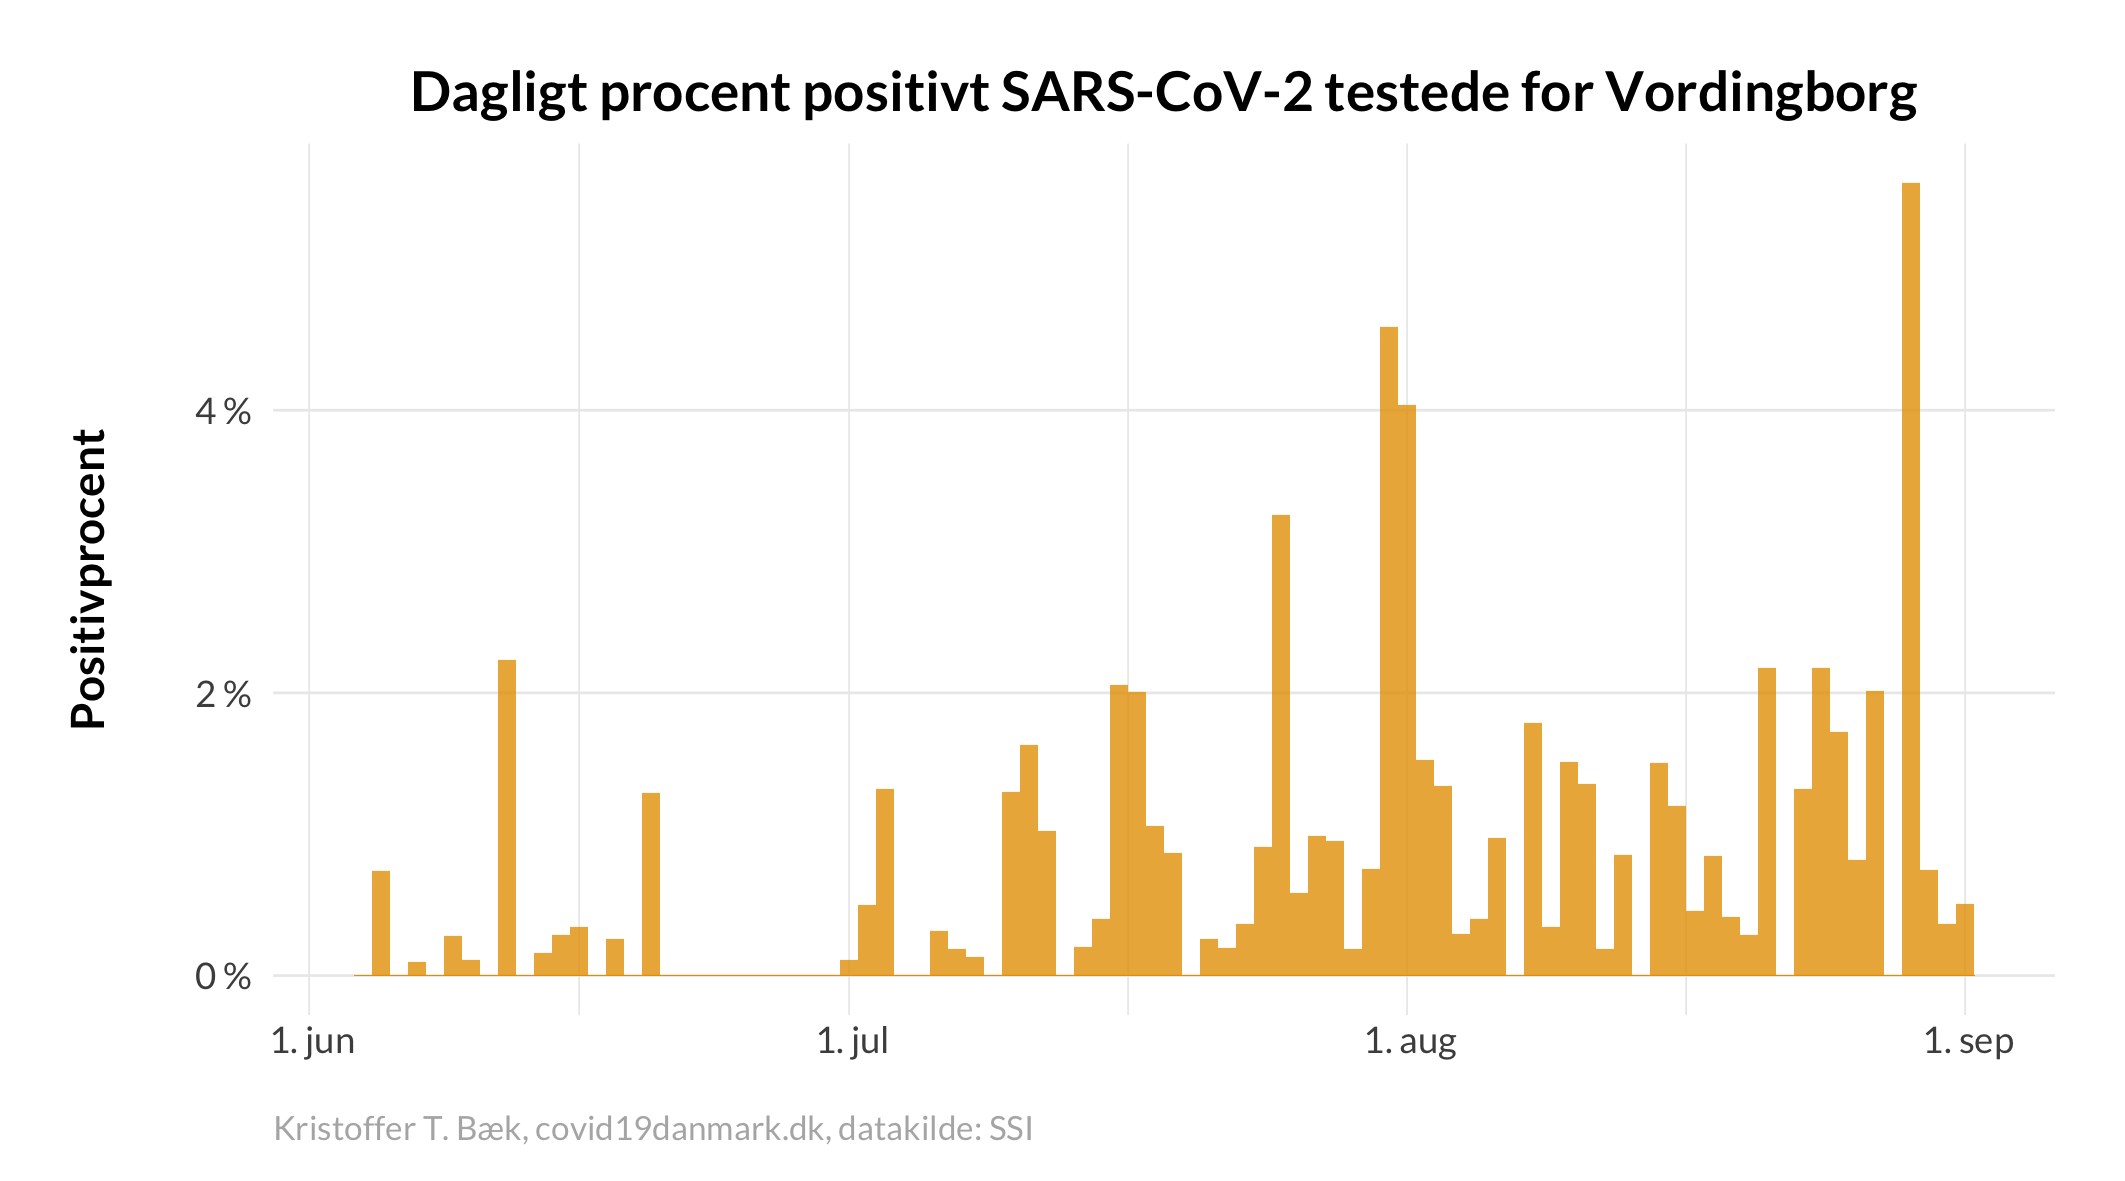 Dagligt procent positivt SARS-CoV-2 testede for Vordingborg
Positivprocent
4 %
2 %
0 %
1. jun
1. jul
1. aug
1. sep
Kristoffer T. Bæk, covid19danmark.dk, datakilde: SSI